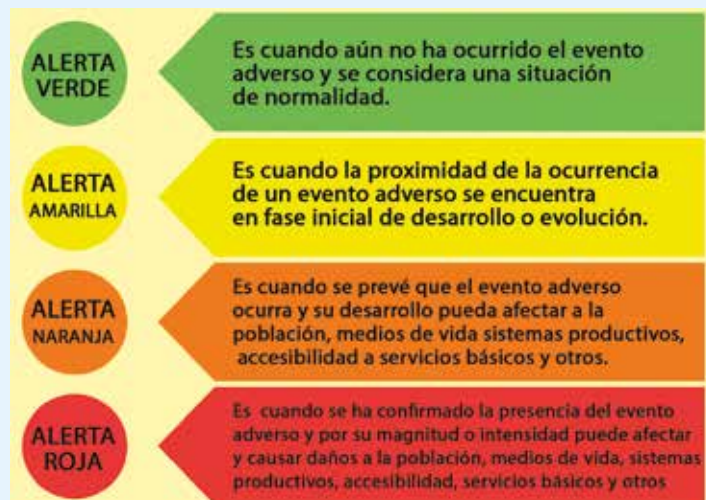 ALERTA
VERDE
Es cuando aún no ha ocurrido el evento
adverso y se considera una situación
de normalidad.
ALERTA
AMARILLA
Es cuando la proximidad de la ocurrencia
de un evento adverso se encuentra
en fase inicial de desarrollo o evolución.
ALERTA
NARANJA
Es cuando se prevé que el evento adverso
ocurra y su desarrollo pueda afectar a la
población, medios de vida sistemas productivos,
accesibilidad a servicios básicos y otros.
ALERTA
ROJA
Es cuando se ha confirmado la presencia del evento
adverso y por su magnitud o intensidad puede afectar
y causar daños a la población, medios de vida, sistemas
productivos, accesibilidad, servicios básicos y otros